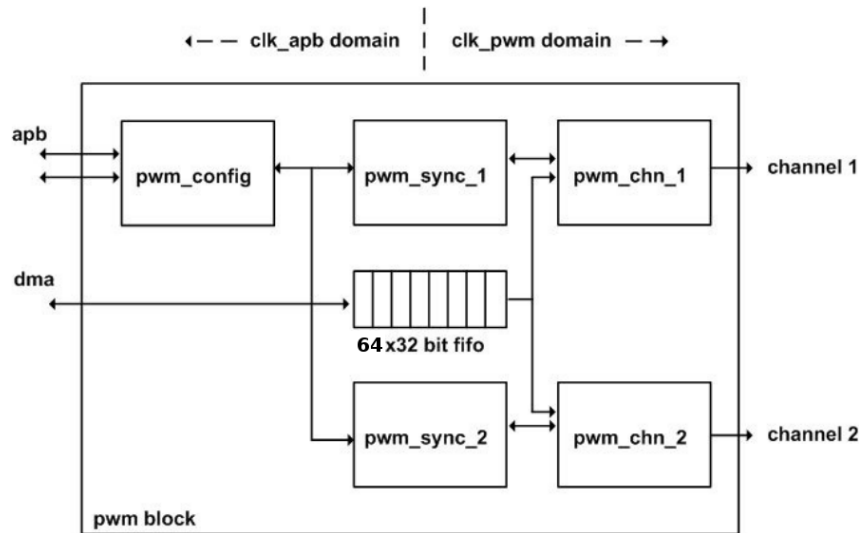 clk_apb domain
clk_pwm domain
apb
pwm_config
pwm_sync_1
pwm_chn_1
channel 1
dma
64x32 bit fifo
pwm_sync_2
pwm_chn_2
channel 2
pwm block